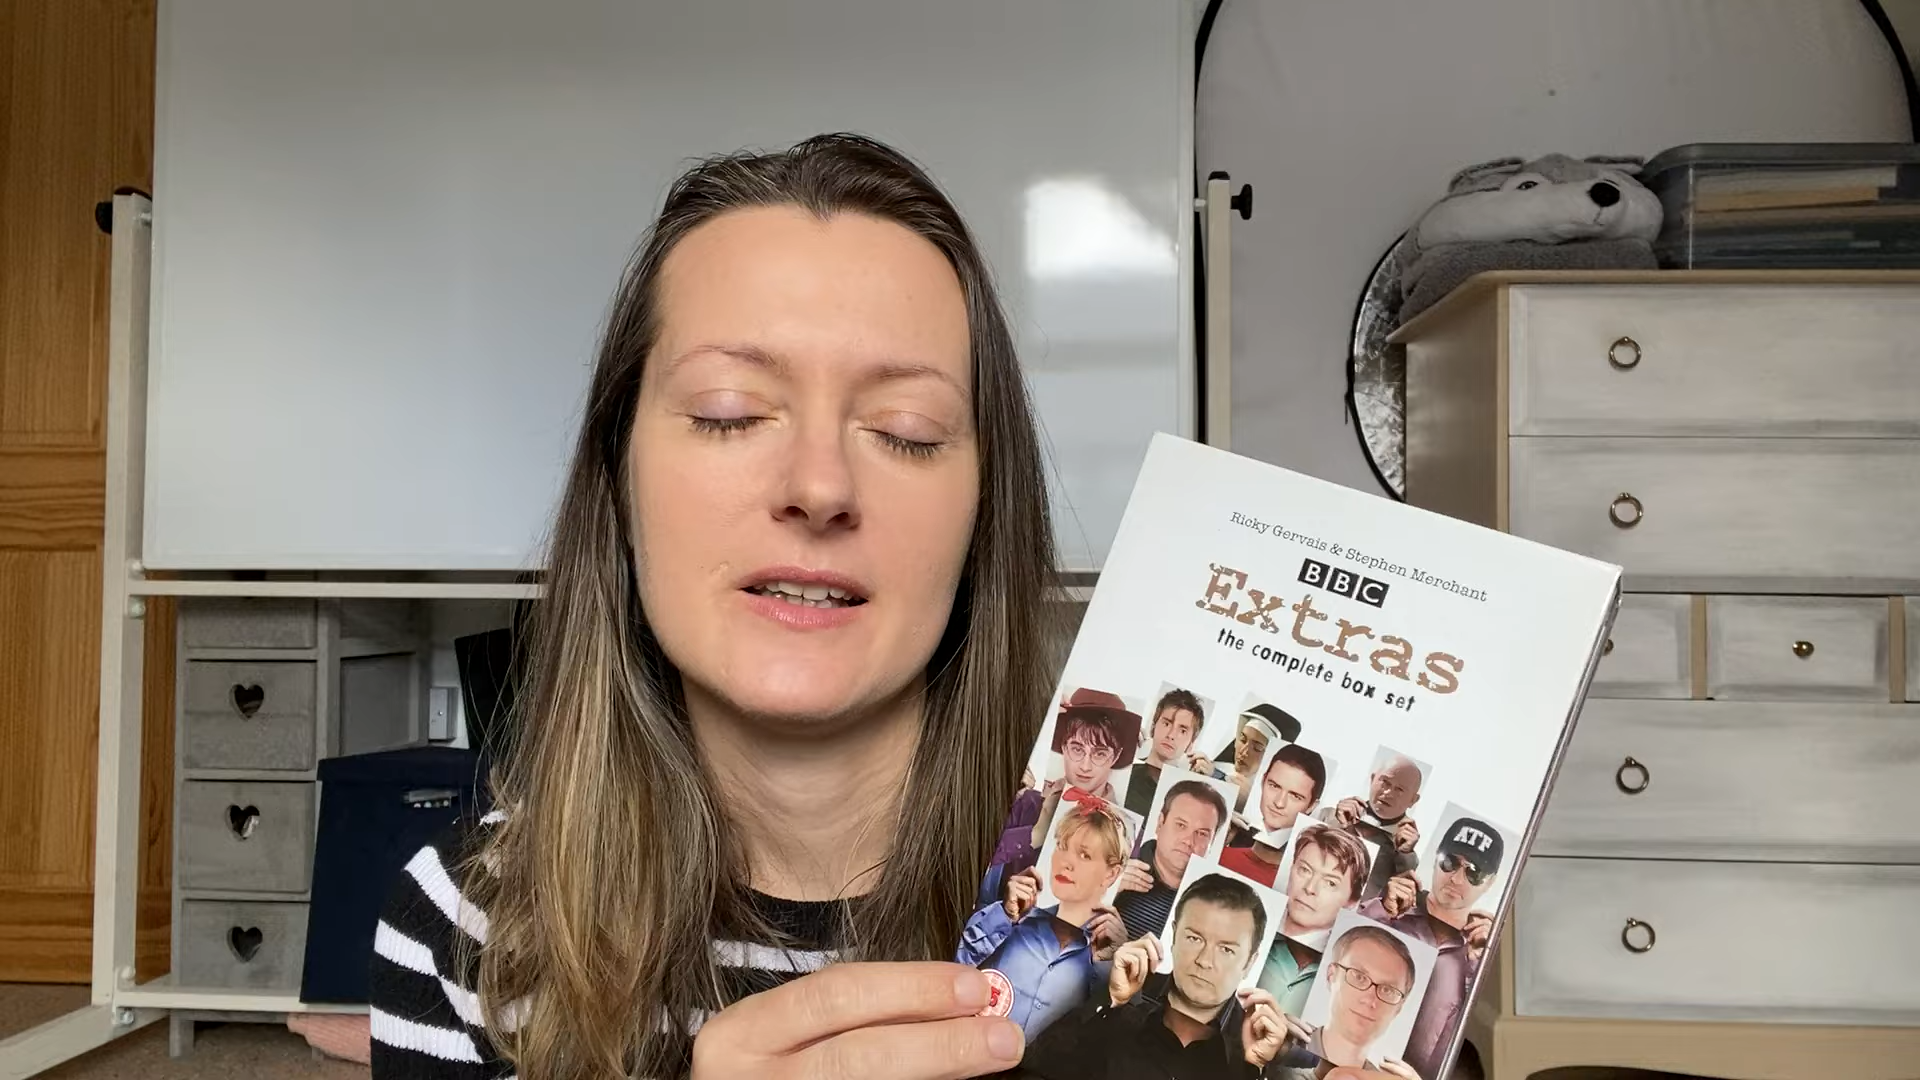 Ricky Gervais & Stephen Merchant
BBC
Extras
the complete box set
ATF